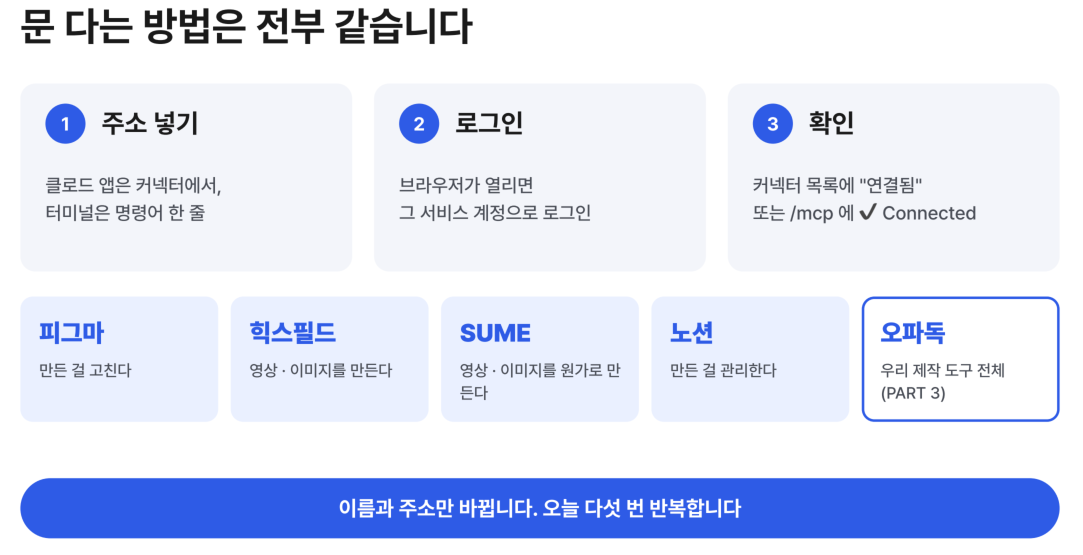 문 다는 방법은 전부 같습니다
1 주소 넣기
클로드 앱은 커넥터에서,
터미널은 명령어 한 줄
2 로그인
브라우저가 열리면
그 서비스 계정으로 로그인
3 확인
커넥터 목록에 "연결됨"
또는 /mcp 에 ✔ Connected
피그마
만든 걸 고친다
힉스필드
영상 · 이미지를 만든다
SUME
영상 · 이미지를 원가로 만
든다
노션
만든 걸 관리한다
오파독
우리 제작 도구 전체
(PART 3)
이름과 주소만 바뀝니다. 오늘 다섯 번 반복합니다